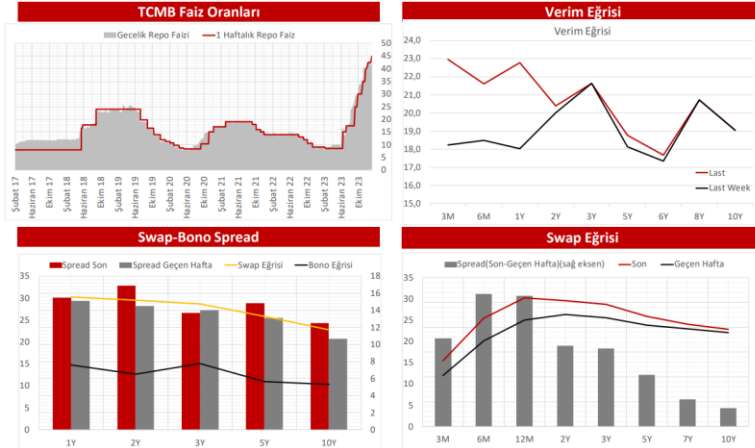 TCMB Faiz Oranları
Gecelik Repo Faizi
1 Haftalık Repo Faiz
50
45
40
35
30
25
20
15
10
5
0
Şubat 17
Haziran 17
Ekim 17
Şubat 18
Haziran 18
Ekim 18
Şubat 19
Haziran 19
Ekim 19
Şubat 20
Haziran 20
Ekim 20
Şubat 21
Haziran 21
Ekim 21
Şubat 22
Haziran 22
Ekim 22
Şubat 23
Haziran 23
Ekim 23
Verim Eğrisi
Verim Eğrisi
24,0
23,0
22,0
21,0
20,0
19,0
18,0
17,0
16,0
15,0
Last
Last Week
3M 6M 1Y 2Y 3Y 5Y 6Y 8Y 10Y
Swap-Bono Spread
Spread Son
Spread Geçen Hafta
Swap Eğrisi
Bono Eğrisi
35
30
25
20
15
10
5
0
18
16
14
12
10
8
6
4
2
0
1Y 2Y 3Y 5Y 10Y
Swap Eğrisi
Spread(Son-Geçen Hafta)(sağ eksen)
Son
Geçen Hafta
35
30
25
20
15
10
5
0
3M 6M 12M 2Y 3Y 5Y 7Y 10Y